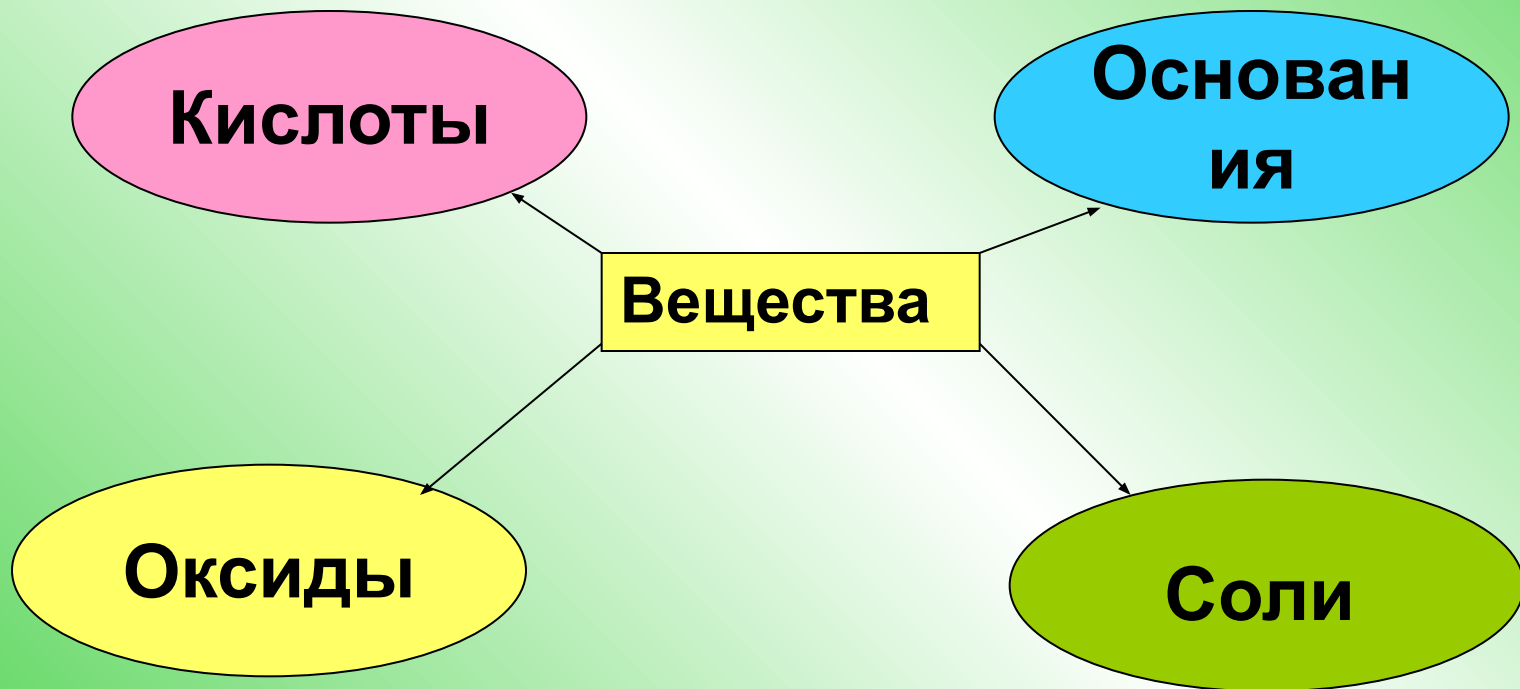 Кислоты
Основан
ия
Вещества
Оксиды
Соли